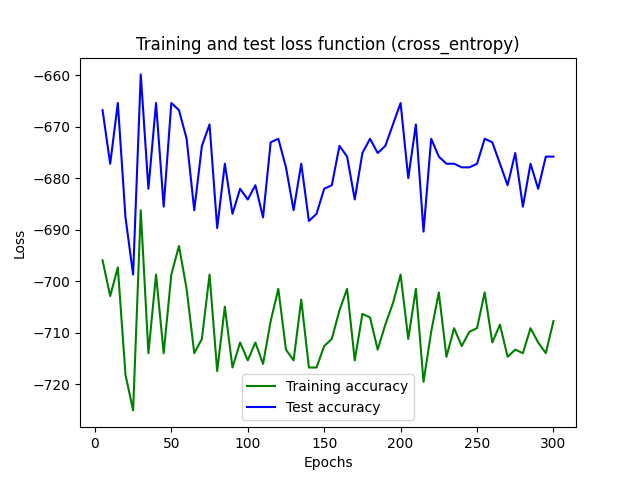 Training and test loss function (cross_entropy)
−660
−670
−680
−690
−700
−710
−720
Loss
Training accuracy
Test accuracy
0 50 100 150 200 250 300
Epochs